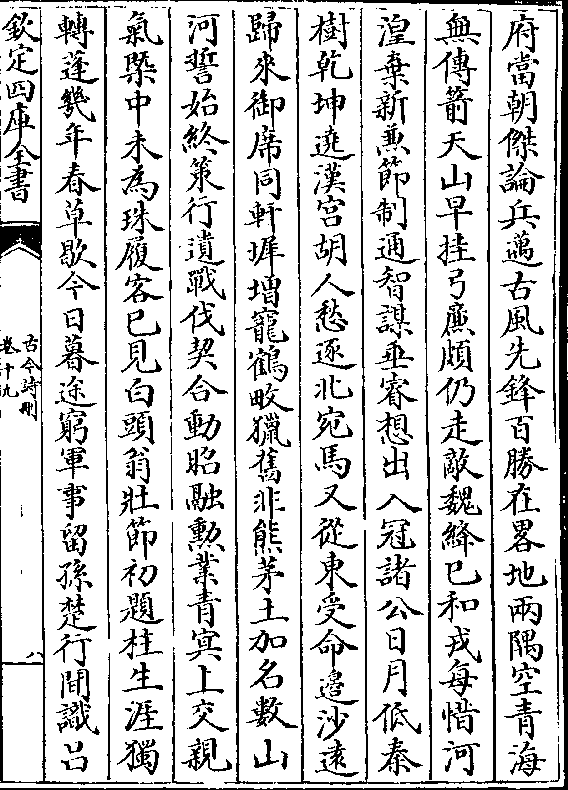 府當朝傑論兵邁古風先鋒百勝在畧地兩隅空青海
無傳箭天山早挂弓廉頗仍走敵魏絳已和戎每惜河
湟棄新兼節制通智謀垂睿想出入冠諸公日月低秦
樹乾坤遶漢宫胡人愁逐北宛馬又從東受命邉沙遠
歸來御席同軒墀増寵鶴畋獵舊非熊茅土加名數山
河誓始終策行遺戰伐契合動昭融勲業青冥上交親
氣槩中未為珠履客已見白頭翁壯節初題柱生涯獨
轉蓬幾年春草歇今日暮途窮軍事留孫楚行間識吕
欽定四庫全書
古今詩刪
卷十九
八